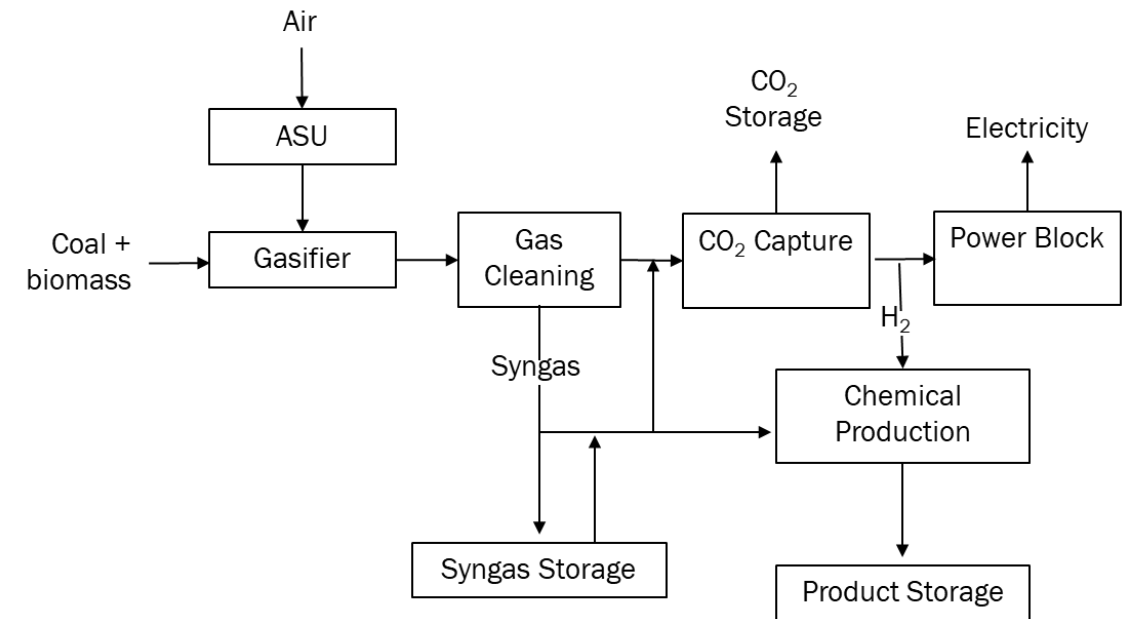 Air
CO₂
Storage
Electricity
ASU
Coal +
biomass
Gasifier
Gas
Cleaning
CO₂ Capture
Power Block
H₂
Syngas
Chemical
Production
Syngas Storage
Product Storage